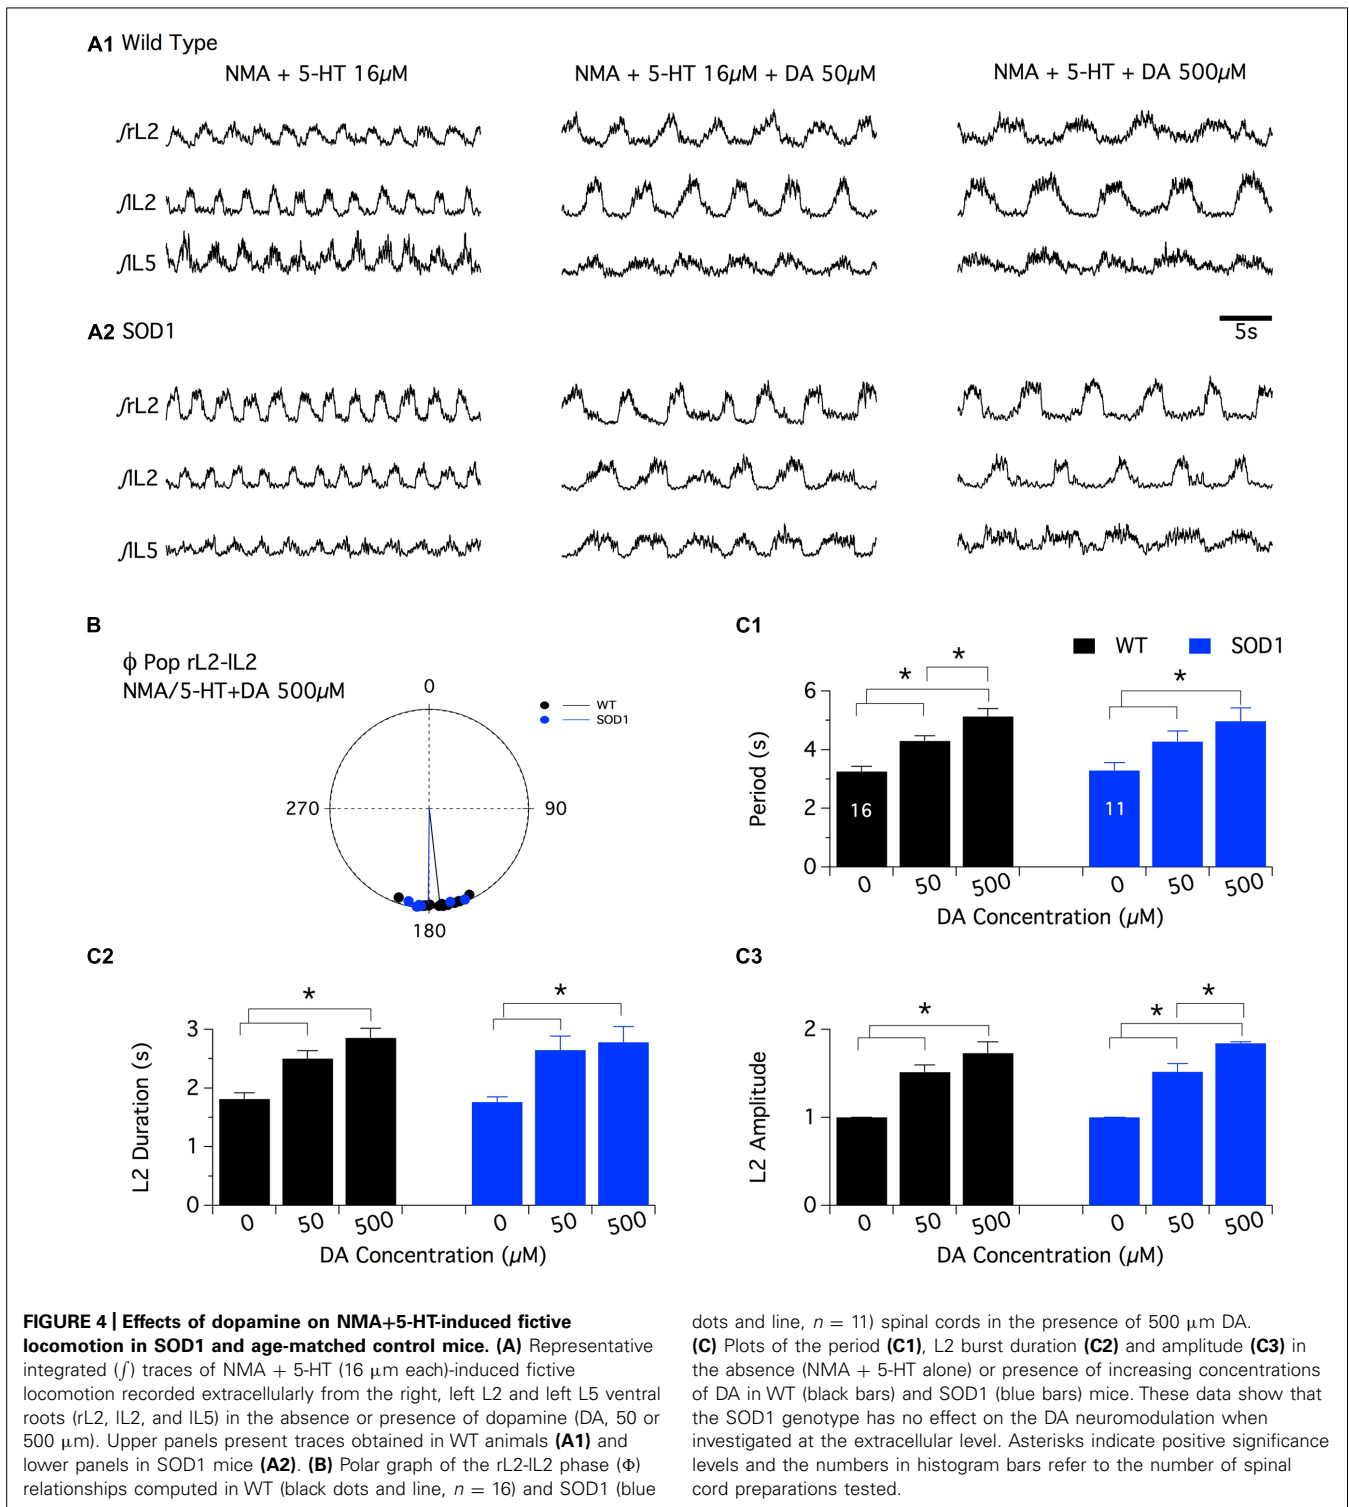 A1 Wild Type
NMA + 5-HT 16µM
NMA + 5-HT 16µM + DA 50µM
NMA + 5-HT + DA 500µM
∫rL2
∫lL2
∫lL5
5s
A2 SOD1
∫rL2
∫lL2
∫lL5
B
ϕ Pop rL2-lL2
NMA/5-HT+DA 500µM
0
90
180
270
WT
SOD1
C1
WT
SOD1
* * *
Period (s)
6
4
2
0
16
11
0 50 500 0 50 500
DA Concentration (µM)
C2
* *
L2 Duration (s)
3
2
1
0
0 50 500 0 50 500
DA Concentration (µM)
C3
* * *
L2 Amplitude
2
1
0
0 50 500 0 50 500
DA Concentration (µM)
FIGURE 4 | Effects of dopamine on NMA+5-HT-induced fictive
locomotion in SOD1 and age-matched control mice. (A) Representative
integrated (∫) traces of NMA + 5-HT (16 µm each)-induced fictive
locomotion recorded extracellularly from the right, left L2 and left L5 ventral
roots (rL2, lL2, and lL5) in the absence or presence of dopamine (DA, 50 or
500 µm). Upper panels present traces obtained in WT animals (A1) and
lower panels in SOD1 mice (A2). (B) Polar graph of the rL2-lL2 phase (Φ)
relationships computed in WT (black dots and line, n = 16) and SOD1 (blue
dots and line, n = 11) spinal cords in the presence of 500 µm DA.
(C) Plots of the period (C1), L2 burst duration (C2) and amplitude (C3) in
the absence (NMA + 5-HT alone) or presence of increasing concentrations
of DA in WT (black bars) and SOD1 (blue bars) mice. These data show that
the SOD1 genotype has no effect on the DA neuromodulation when
investigated at the extracellular level. Asterisks indicate positive significance
levels and the numbers in histogram bars refer to the number of spinal
cord preparations tested.